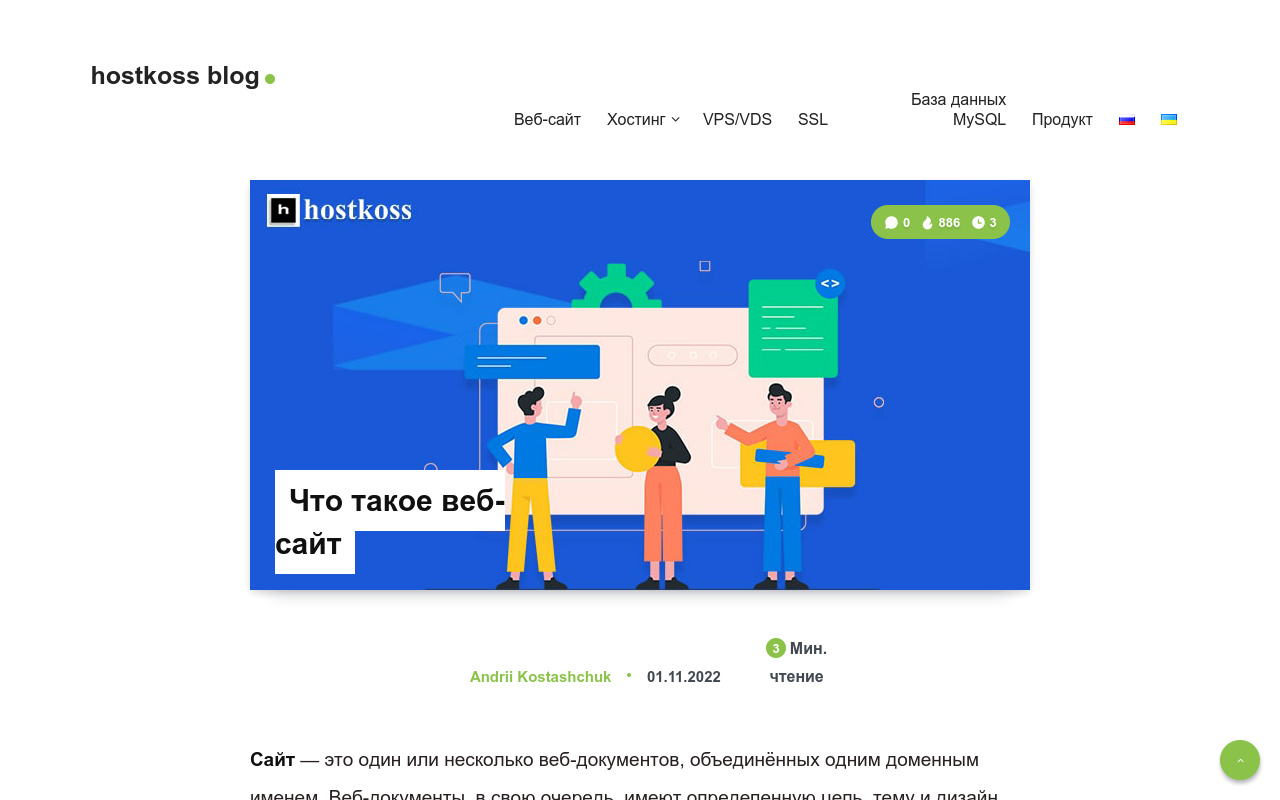 hostkoss blog
Веб-сайт Хостинг VPS/VDS SSL База данных MySQL Продукт
hostkoss
0 886 3
<>
Что такое веб-
сайт
3 Мин.
Andrii Kostashchuk • 01.11.2022 чтение
Сайт — это один или несколько веб-документов, объединённых одним доменным
именем. Веб-документы, в свою очередь, имеют определенную цель, тему и дизайн